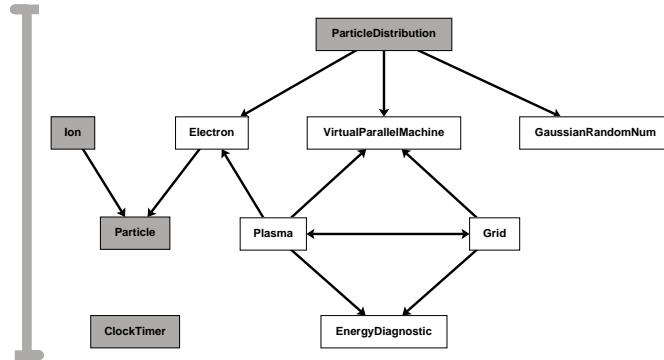 ParticleDistribution
Ion
Electron
VirtualParallelMachine
GaussianRandomNum
Particle
Plasma
Grid
ClockTimer
EnergyDiagnostic